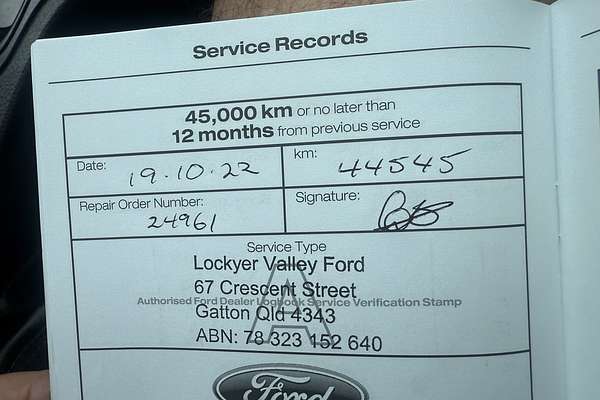 Service Records
45,000 km or no later than
12 months from previous service
Date: 19.10.22
km: 44545
Repair Order Number:
24961
Signature:
Service Type
Lockyer Valley Ford
67 Crescent Street
Authorised Ford Dealer Logbook Service Verification Stamp
Gatton Qld 4343
ABN: 78 323 152 640
A
Ford